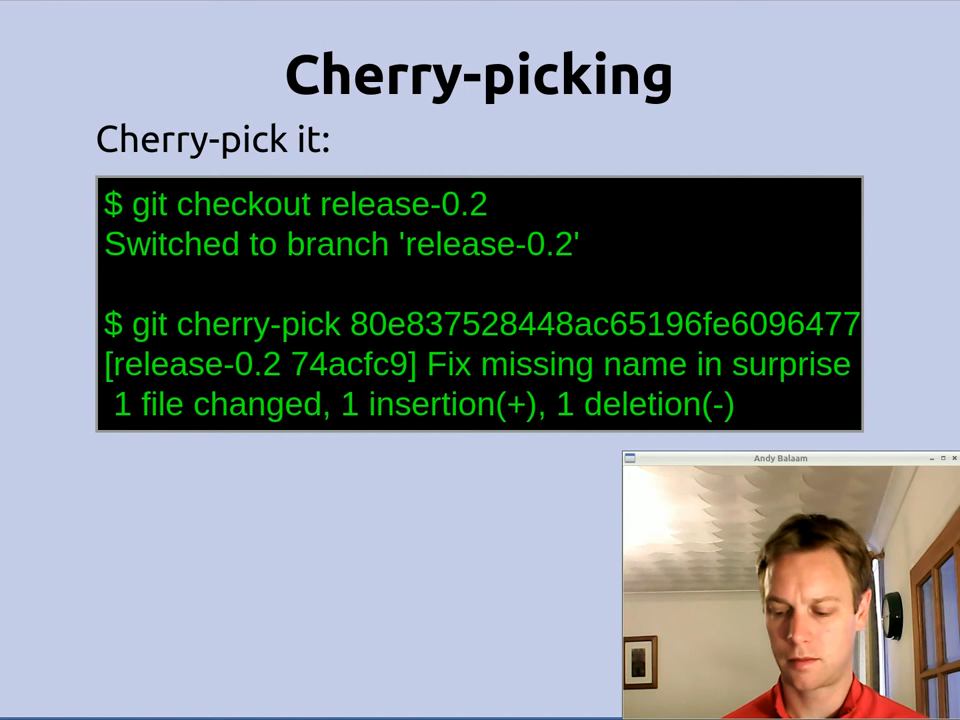 Cherry-picking
Cherry-pick it:
$ git checkout release-0.2
Switched to branch 'release-0.2'
$ git cherry-pick 80e837528448ac65196fe6096477
[release-0.2 74acfc9] Fix missing name in surprise
1 file changed, 1 insertion(+), 1 deletion(-)
Andy Balaam